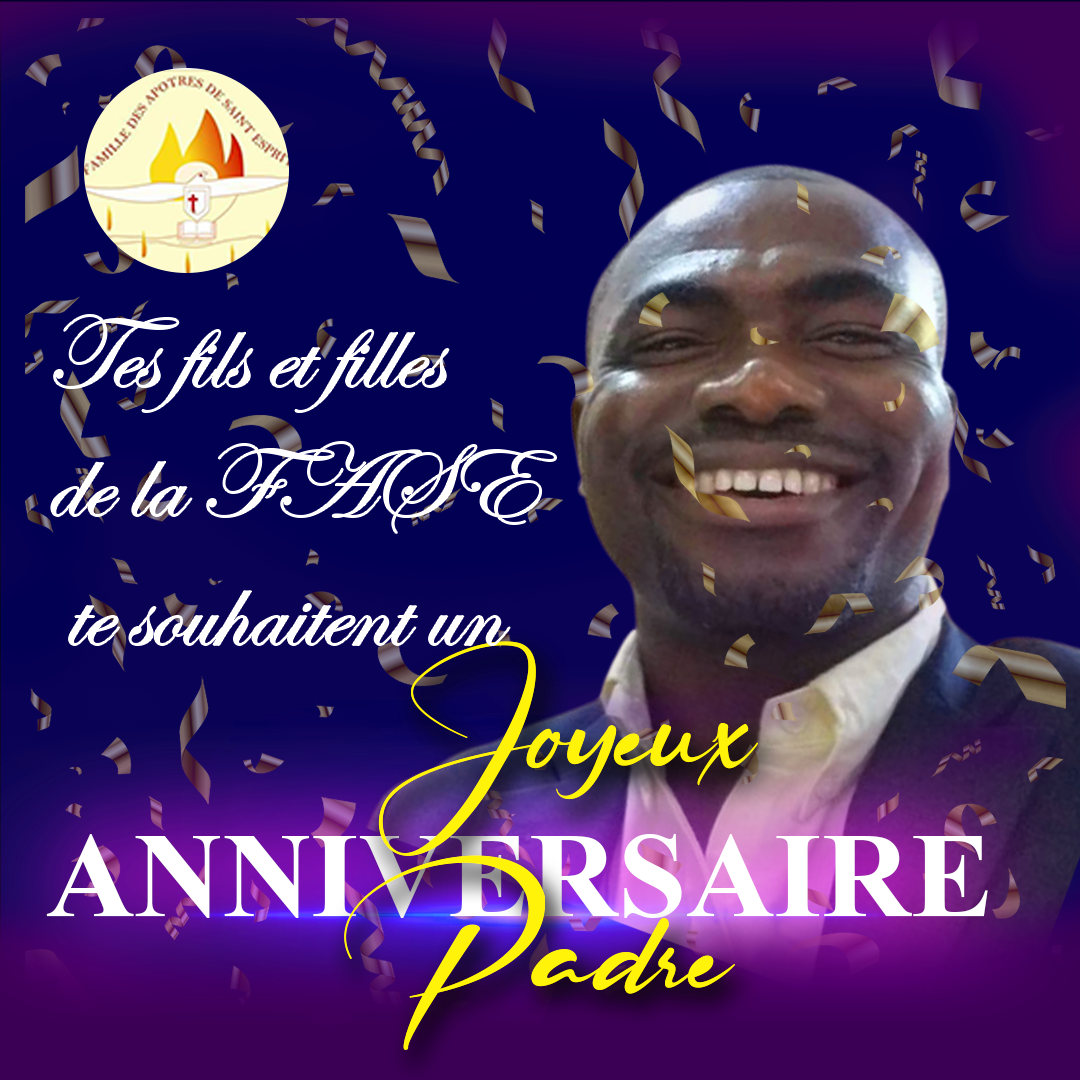 FAMILLE DES APOTRES DE SAINT ESPRIT
Tes fils et filles
de la FASE
te souhaitent un
Joyeux
ANNIVERSAIRE
Padre